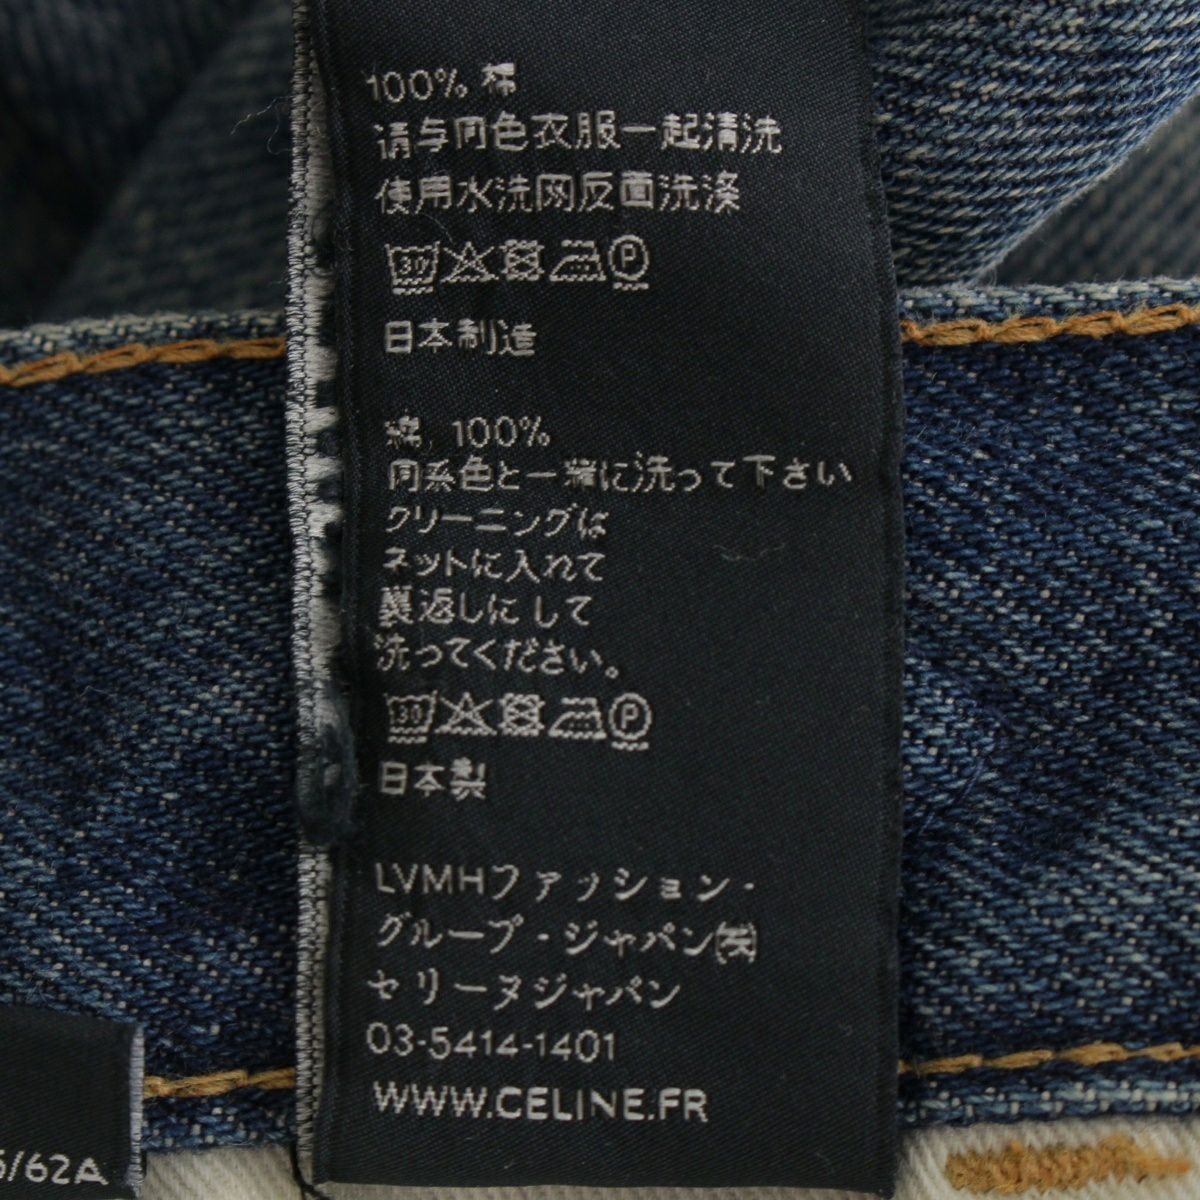 100% 棉
请与同色衣服一起清洗
使用水洗网反面洗涤
30 P
日本制造
綿 100%
同系色と一緒に洗って下さい
クリーニングは
ネットに入れて
裏返しにして
洗ってください。
30 P
日本製
LVMHファッション・
グループ・ジャパン㈱
セリーヌジャパン
03-5414-1401
WWW.CELINE.FR
/62A